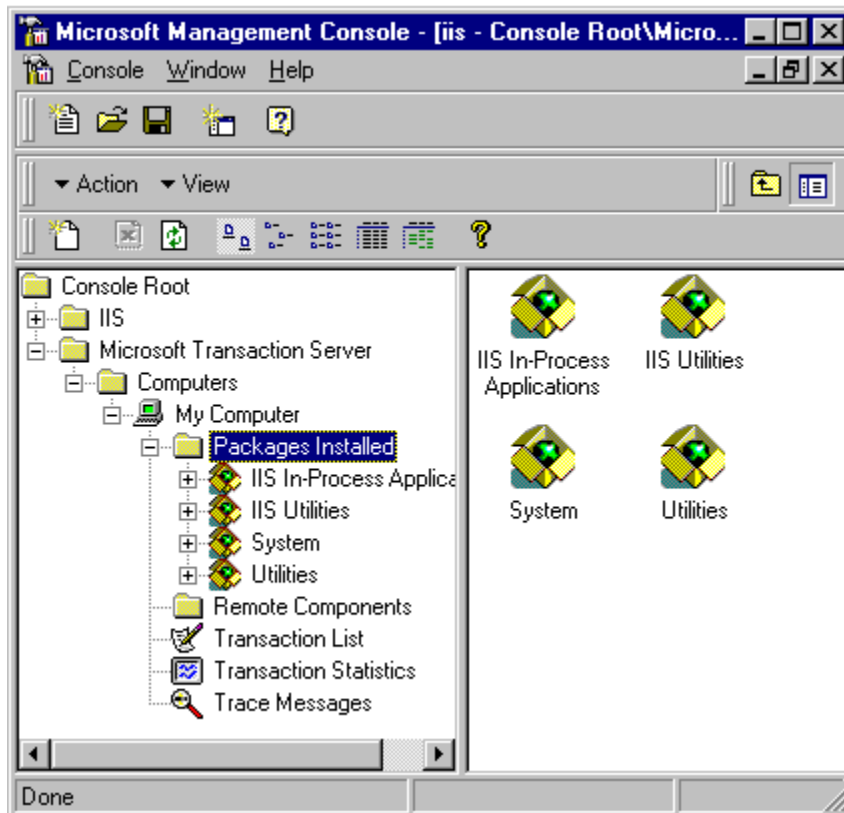 Microsoft Management Console - [iis - Console Root\Micro...
Console Window Help
Action View
Console Root
IIS
Microsoft Transaction Server
Computers
My Computer
Packages Installed
IIS In-Process Applica
IIS Utilities
System
Utilities
Remote Components
Transaction List
Transaction Statistics
Trace Messages
IIS In-Process
Applications
IIS Utilities
System
Utilities
Done